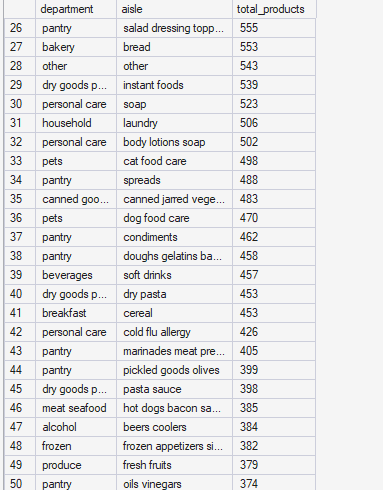 department aisle total_products
26 pantry salad dressing topp... 555
27 bakery bread 553
28 other other 543
29 dry goods p... instant foods 539
30 personal care soap 523
31 household laundry 506
32 personal care body lotions soap 502
33 pets cat food care 498
34 pantry spreads 488
35 canned goo... canned jarred vege... 483
36 pets dog food care 470
37 pantry condiments 462
38 pantry doughs gelatins ba... 458
39 beverages soft drinks 457
40 dry goods p... dry pasta 453
41 breakfast cereal 453
42 personal care cold flu allergy 426
43 pantry marinades meat pre... 405
44 pantry pickled goods olives 399
45 dry goods p... pasta sauce 398
46 meat seafood hot dogs bacon sa... 385
47 alcohol beers coolers 384
48 frozen frozen appetizers si... 382
49 produce fresh fruits 379
50 pantry oils vinegars 374